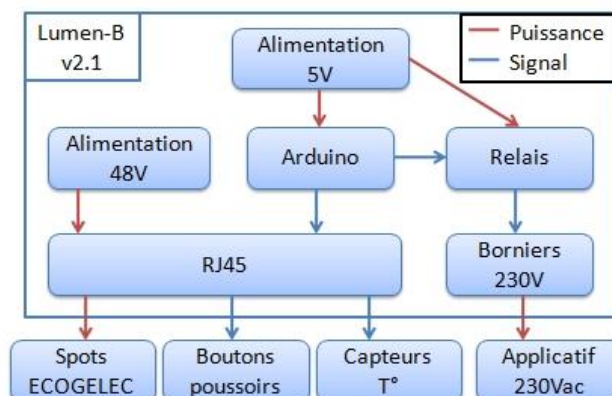 Lumen-B
v2.1
Alimentation
5V
Puissance
Signal
Alimentation
48V
Arduino
Relais
RJ45
Borniers
230V
Spots
ECOGELEC
Boutons
poussoirs
Capteurs
T°
Applicatif
230Vac